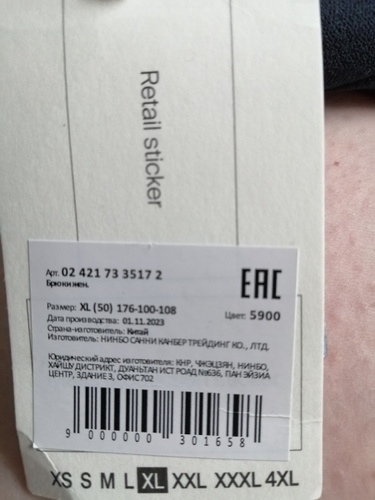 Retail sticker
Арт. 02 421 73 3517 2
Брюки жен.
EAC
Размер: XL (50) 176-100-108
Цвет: 5900
Дата производства: 01.11.2023
Страна-изготовитель: Китай
Изготовитель: НИНБО САННИ КАНБЕР ТРЕЙДИНГ КО., ЛТД.
Юридический адрес изготовителя: КНР, ЧЖЭЦЗЯН, НИНБО,
ХАЙШУ ДИСТРИКТ, ДУАНЬТАН ИСТ РОАД №636, ПАН ЭЙЗИА
ЦЕНТР, ЗДАНИЕ 3, ОФИС 702
9 000000 301658
XS S M L XL XXL XXXL 4XL